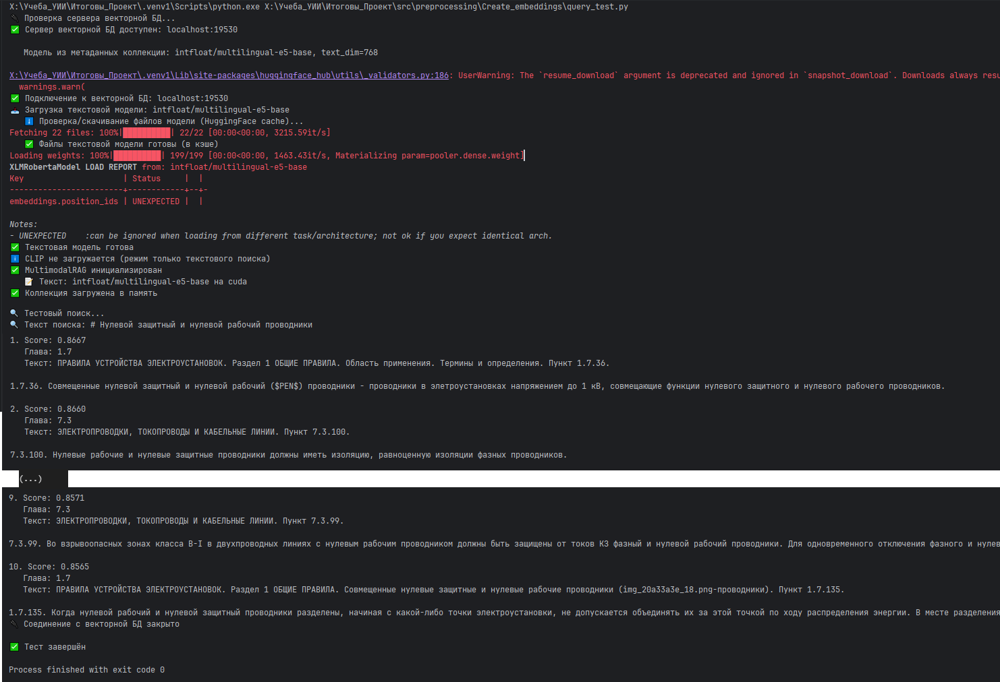 X:\Учеба_УИИ\Итоговы_Проект\.venv1\Scripts\python.exe X:\Учеба_УИИ\Итоговы_Проект\src\preprocessing\Create_embeddings\query_test.py
Проверка сервера векторной БД...
✅ Сервер векторной БД доступен: localhost:19530
Модель из метаданных коллекции: intfloat/multilingual-e5-base, text_dim=768
X:\Учеба_УИИ\Итоговы_Проект\.venv1\Lib\site-packages\huggingface_hub\utils\_validators.py:186: UserWarning: The `resume_download` argument is deprecated and ignored in `snapshot_download`. Downloads always resu
warnings.warn(
✅ Подключение к векторной БД: localhost:19530
📥 Загрузка текстовой модели: intfloat/multilingual-e5-base
⬇️ Проверка/скачивание файлов модели (HuggingFace cache)...
Fetching 22 files: 100%|██████████| 22/22 [00:00<00:00, 3215.59it/s]
✅ Файлы текстовой модели готовы (в кэше)
Loading weights: 100%|██████████| 199/199 [00:00<00:00, 1463.43it/s, Materializing param=pooler.dense.weight]
XLMRobertaModel LOAD REPORT from: intfloat/multilingual-e5-base
Key                     | Status     |  |
------------------------+------------+--+-
embeddings.position_ids | UNEXPECTED |  |
Notes:
- UNEXPECTED    :can be ignored when loading from different task/architecture; not ok if you expect identical arch.
✅ Текстовая модель готова
ℹ️ CLIP не загружается (режим только текстового поиска)
✅ MultimodalRAG инициализирован
📝 Текст: intfloat/multilingual-e5-base на cuda
✅ Коллекция загружена в память
🔍 Тестовый поиск...
🔍 Текст поиска: # Нулевой защитный и нулевой рабочий проводники
1. Score: 0.8667
Глава: 1.7
Текст: ПРАВИЛА УСТРОЙСТВА ЭЛЕКТРОУСТАНОВОК. Раздел 1 ОБЩИЕ ПРАВИЛА. Область применения. Термины и определения. Пункт 1.7.36.
1.7.36. Совмещенные нулевой защитный и нулевой рабочий ($PEN$) проводники - проводники в элетроустановках напряжением до 1 кВ, совмещающие функции нулевого защитного и нулевого рабочего проводников.
2. Score: 0.8660
Глава: 7.3
Текст: ЭЛЕКТРОПРОВОДКИ, ТОКОПРОВОДЫ И КАБЕЛЬНЫЕ ЛИНИИ. Пункт 7.3.100.
7.3.100. Нулевые рабочие и нулевые защитные проводники должны иметь изоляцию, равноценную изоляции фазных проводников.
(...)
9. Score: 0.8571
Глава: 7.3
Текст: ЭЛЕКТРОПРОВОДКИ, ТОКОПРОВОДЫ И КАБЕЛЬНЫЕ ЛИНИИ. Пункт 7.3.99.
7.3.99. Во взрывоопасных зонах класса В-I в двухпроводных линиях с нулевым рабочим проводником должны быть защищены от токов КЗ фазный и нулевой рабочий проводники. Для одновременного отключения фазного и нулев
10. Score: 0.8565
Глава: 1.7
Текст: ПРАВИЛА УСТРОЙСТВА ЭЛЕКТРОУСТАНОВОК. Раздел 1 ОБЩИЕ ПРАВИЛА. Совмещенные нулевые защитные и нулевые рабочие проводники (img_20a33a3e_18.png-проводники). Пункт 1.7.135.
1.7.135. Когда нулевой рабочий и нулевой защитный проводники разделены, начиная с какой-либо точки электроустановки, не допускается объединять их за этой точкой по ходу распределения энергии. В месте разделения
Соединение с векторной БД закрыто
✅ Тест завершён
Process finished with exit code 0